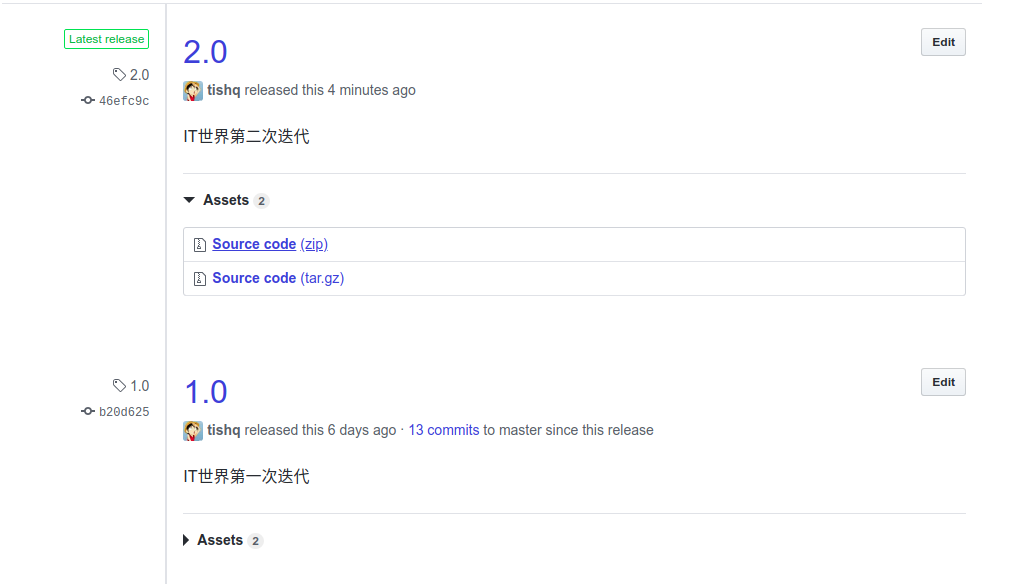 Latest release
2.0
46efc9c
2.0
Edit
tishq released this 4 minutes ago
IT世界第二次迭代
Assets 2
Source code (zip)
Source code (tar.gz)
1.0
b20d625
1.0
Edit
tishq released this 6 days ago · 13 commits to master since this release
IT世界第一次迭代
Assets 2